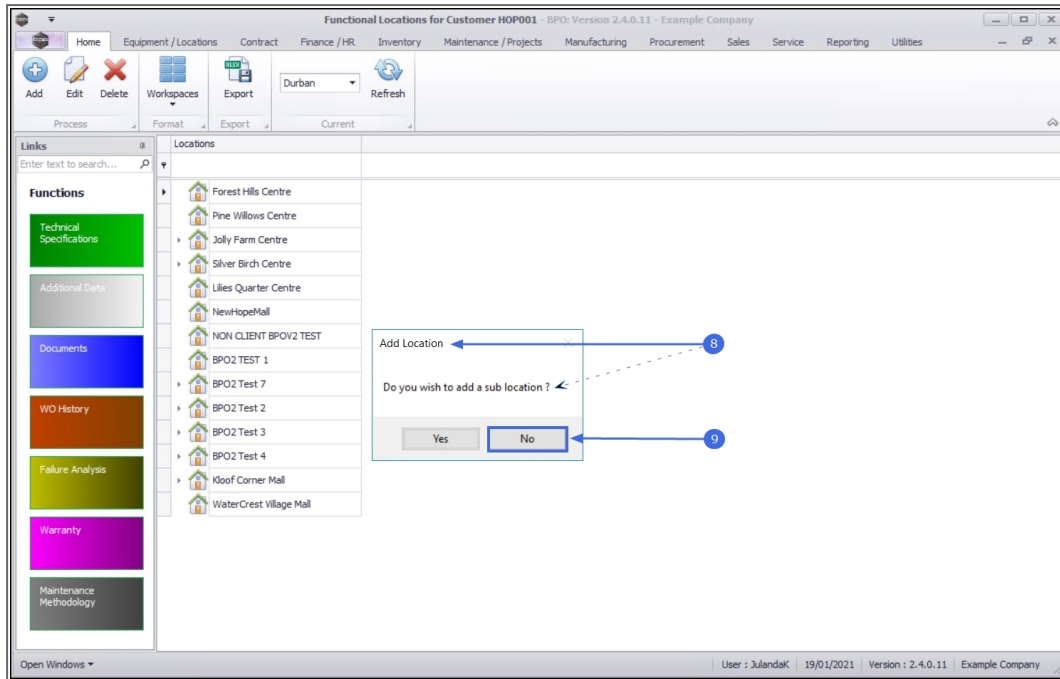 Functional Locations for Customer HOP001 - BPO: Version 2.4.0.11 - Example Company
Home Equipment / Locations Contract Finance / HR Inventory Maintenance / Projects Manufacturing Procurement Sales Service Reporting Utilities
XLSX
Durban
Add Edit Delete Workspaces Export Refresh
Process Format Export Current
Links
Enter text to search...
Functions
Technical
Specifications
Additional Data
Documents
WO History
Failure Analysis
Warranty
Maintenance
Methodology
Locations
Forest Hills Centre
Pine Willows Centre
Jolly Farm Centre
Silver Birch Centre
Lilies Quarter Centre
NewHopeMall
NON CLIENT BPOV2 TEST
BPO2 TEST 1
BPO2 Test 7
BPO2 Test 2
BPO2 Test 3
BPO2 Test 4
Kloof Corner Mall
WaterCrest Village Mall
Add Location
8
Do you wish to add a sub location ?
Yes No
9
Open Windows
User : JulandaK 19/01/2021 Version : 2.4.0.11 Example Company